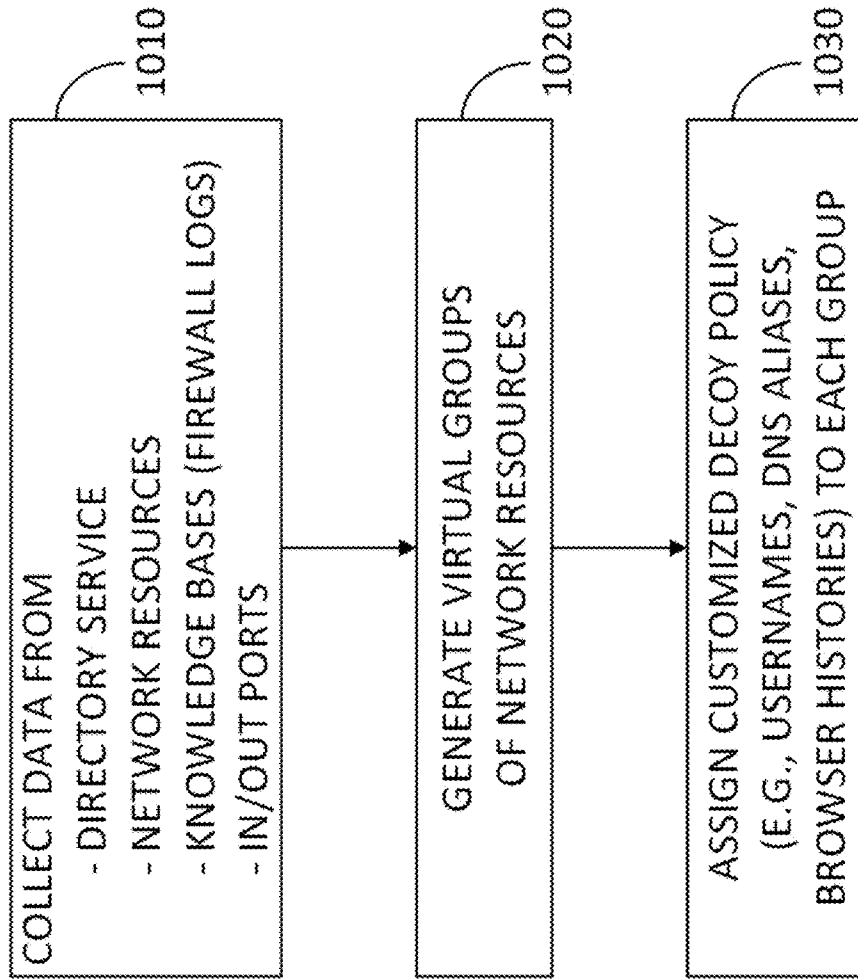 COLLECT DATA FROM
- DIRECTORY SERVICE
- NETWORK RESOURCES
- KNOWLEDGE BASES (FIREWALL LOGS)
- IN/OUT PORTS
1010
GENERATE VIRTUAL GROUPS
OF NETWORK RESOURCES
1020
ASSIGN CUSTOMIZED DECOY POLICY
(E.G., USERNAMES, DNS ALIASES,
BROWSER HISTORIES) TO EACH GROUP
1030